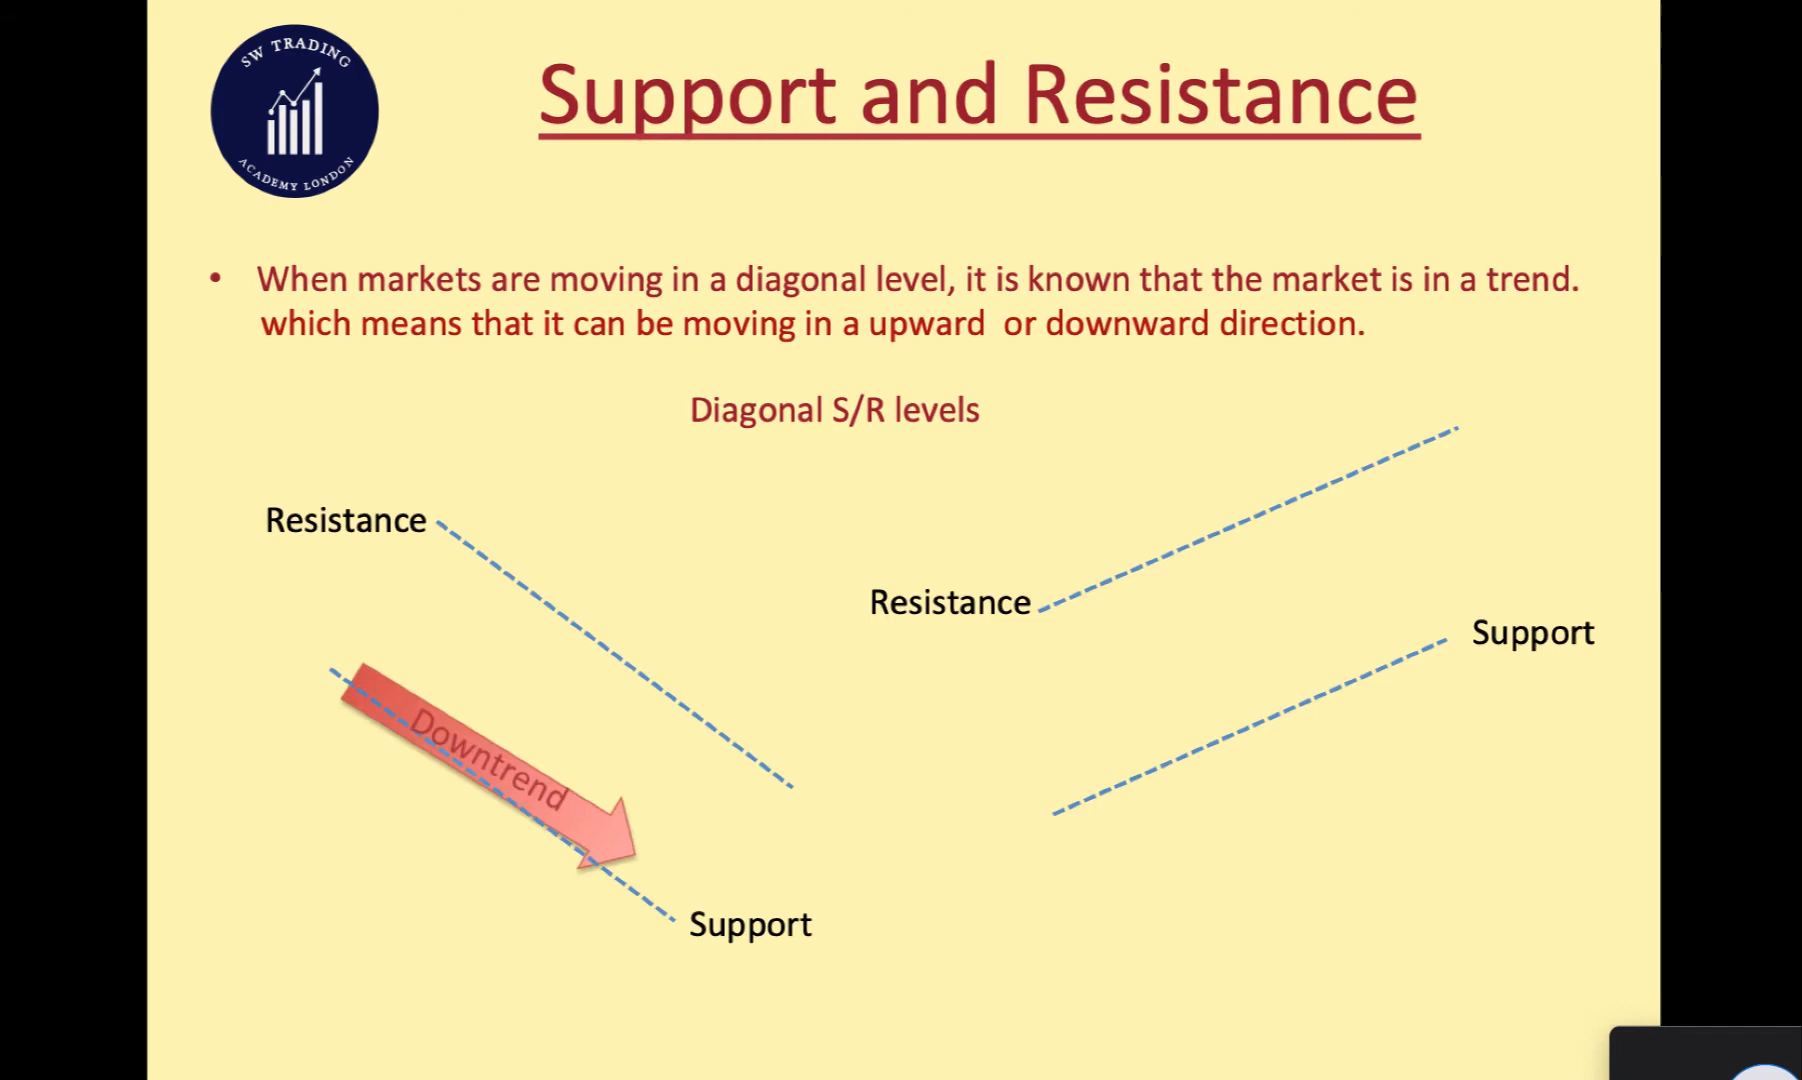 SW TRADING
ACADEMY LONDON
Support and Resistance
• When markets are moving in a diagonal level, it is known that the market is in a trend.
which means that it can be moving in a upward  or downward direction.
Diagonal S/R levels
Resistance
Resistance
Support
Downtrend
Support